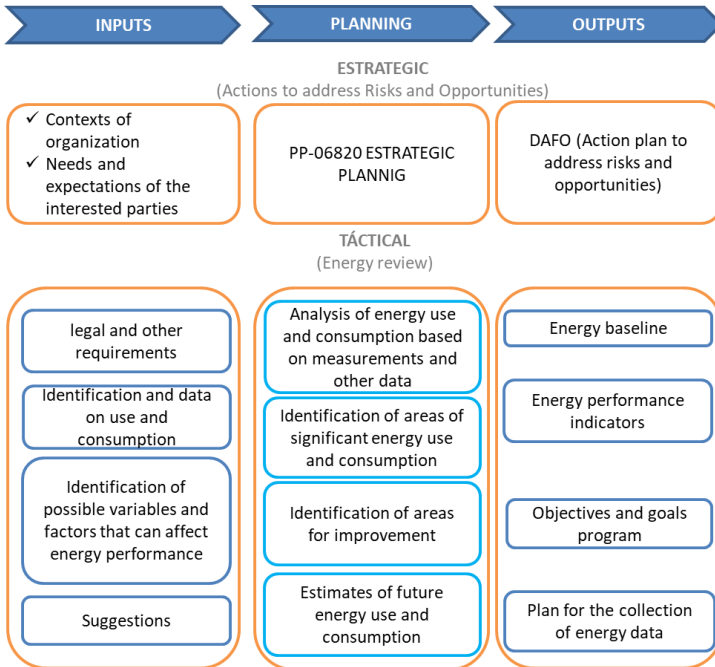 INPUTS
PLANNING
OUTPUTS
ESTRATEGIC
(Actions to address Risks and Opportunities)
✓ Contexts of
organization
✓ Needs and
expectations of the
interested parties
PP-06820 ESTRATEGIC
PLANNIG
DAFO (Action plan to
address risks and
opportunities)
TÁCTICAL
(Energy review)
legal and other
requirements
Identification and data
on use and
consumption
Identification of
possible variables and
factors that can affect
energy performance
Suggestions
Analysis of energy use
and consumption based
on measurements and
other data
Identification of areas of
significant energy use
and consumption
Identification of areas
for improvement
Estimates of future
energy use and
consumption
Energy baseline
Energy performance
indicators
Objectives and goals
program
Plan for the collection
of energy data